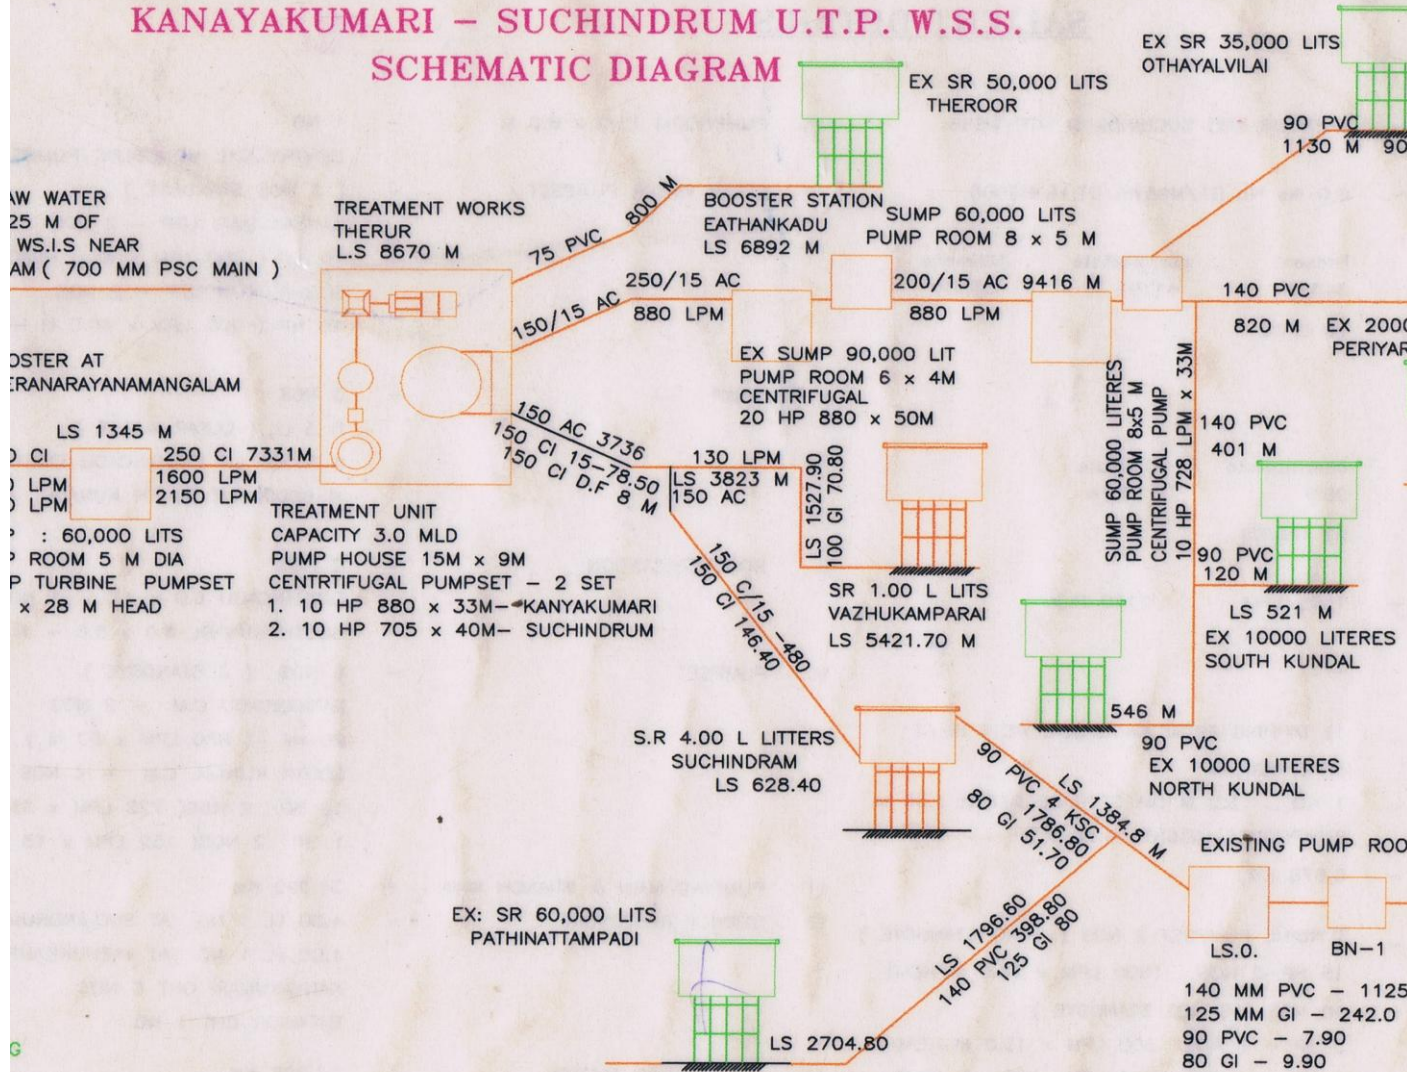 KANAYAKUMARI – SUCHINDRUM U.T.P. W.S.S.
SCHEMATIC DIAGRAM
EX SR 35,000 LITS
OTHAYALVILAI
EX SR 50,000 LITS
THEROOR
90 PVC
1130 M 90
AW WATER
25 M OF
WS.I.S NEAR
AM ( 700 MM PSC MAIN )
TREATMENT WORKS
THERUR
L.S 8670 M
75 PVC 800 M
BOOSTER STATION
EATHANKADU
LS 6892 M
SUMP 60,000 LITS
PUMP ROOM 8 x 5 M
150/15 AC
250/15 AC
880 LPM
200/15 AC 9416 M
880 LPM
140 PVC
820 M
EX 2000
PERIYAR
OSTER AT
ERANARAYANAMANGALAM
EX SUMP 90,000 LIT
PUMP ROOM 6 x 4M
CENTRIFUGAL
20 HP 880 x 50M
SUMP 60,000 LITERES
PUMP ROOM 8x5 M
CENTRIFUGAL PUMP
10 HP 728 LPM x 33M
140 PVC
401 M
LS 1345 M
0 CI
250 CI 7331M
0 LPM
1600 LPM
0 LPM
2150 LPM
150 AC 3736
150 CI 15-78.50
150 CI D.F 8 M
130 LPM
LS 3823 M
150 AC
LS 1527.90
100 GI 70.80
P : 60,000 LITS
P ROOM 5 M DIA
P TURBINE PUMPSET
x 28 M HEAD
TREATMENT UNIT
CAPACITY 3.0 MLD
PUMP HOUSE 15M x 9M
CENTRTIFUGAL PUMPSET – 2 SET
1. 10 HP 880 x 33M– KANYAKUMARI
2. 10 HP 705 x 40M– SUCHINDRUM
90 PVC
120 M
LS 521 M
EX 10000 LITERES
SOUTH KUNDAL
SR 1.00 L LITS
VAZHUKAMPARAI
LS 5421.70 M
150 C/15 -480
150 CI 146.40
546 M
90 PVC
EX 10000 LITERES
NORTH KUNDAL
S.R 4.00 L LITTERS
SUCHINDRAM
LS 628.40
90 PVC 4 KSC
1786.80
80 GI 51.70
LS 1384.8 M
EXISTING PUMP ROO
EX: SR 60,000 LITS
PATHINATTAMPADI
LS 1796.60
140 PVC 398.80
125 GI 80
LS 2704.80
LS.O.
BN-1
140 MM PVC – 1125
125 MM GI – 242.0
90 PVC – 7.90
80 GI – 9.90
G